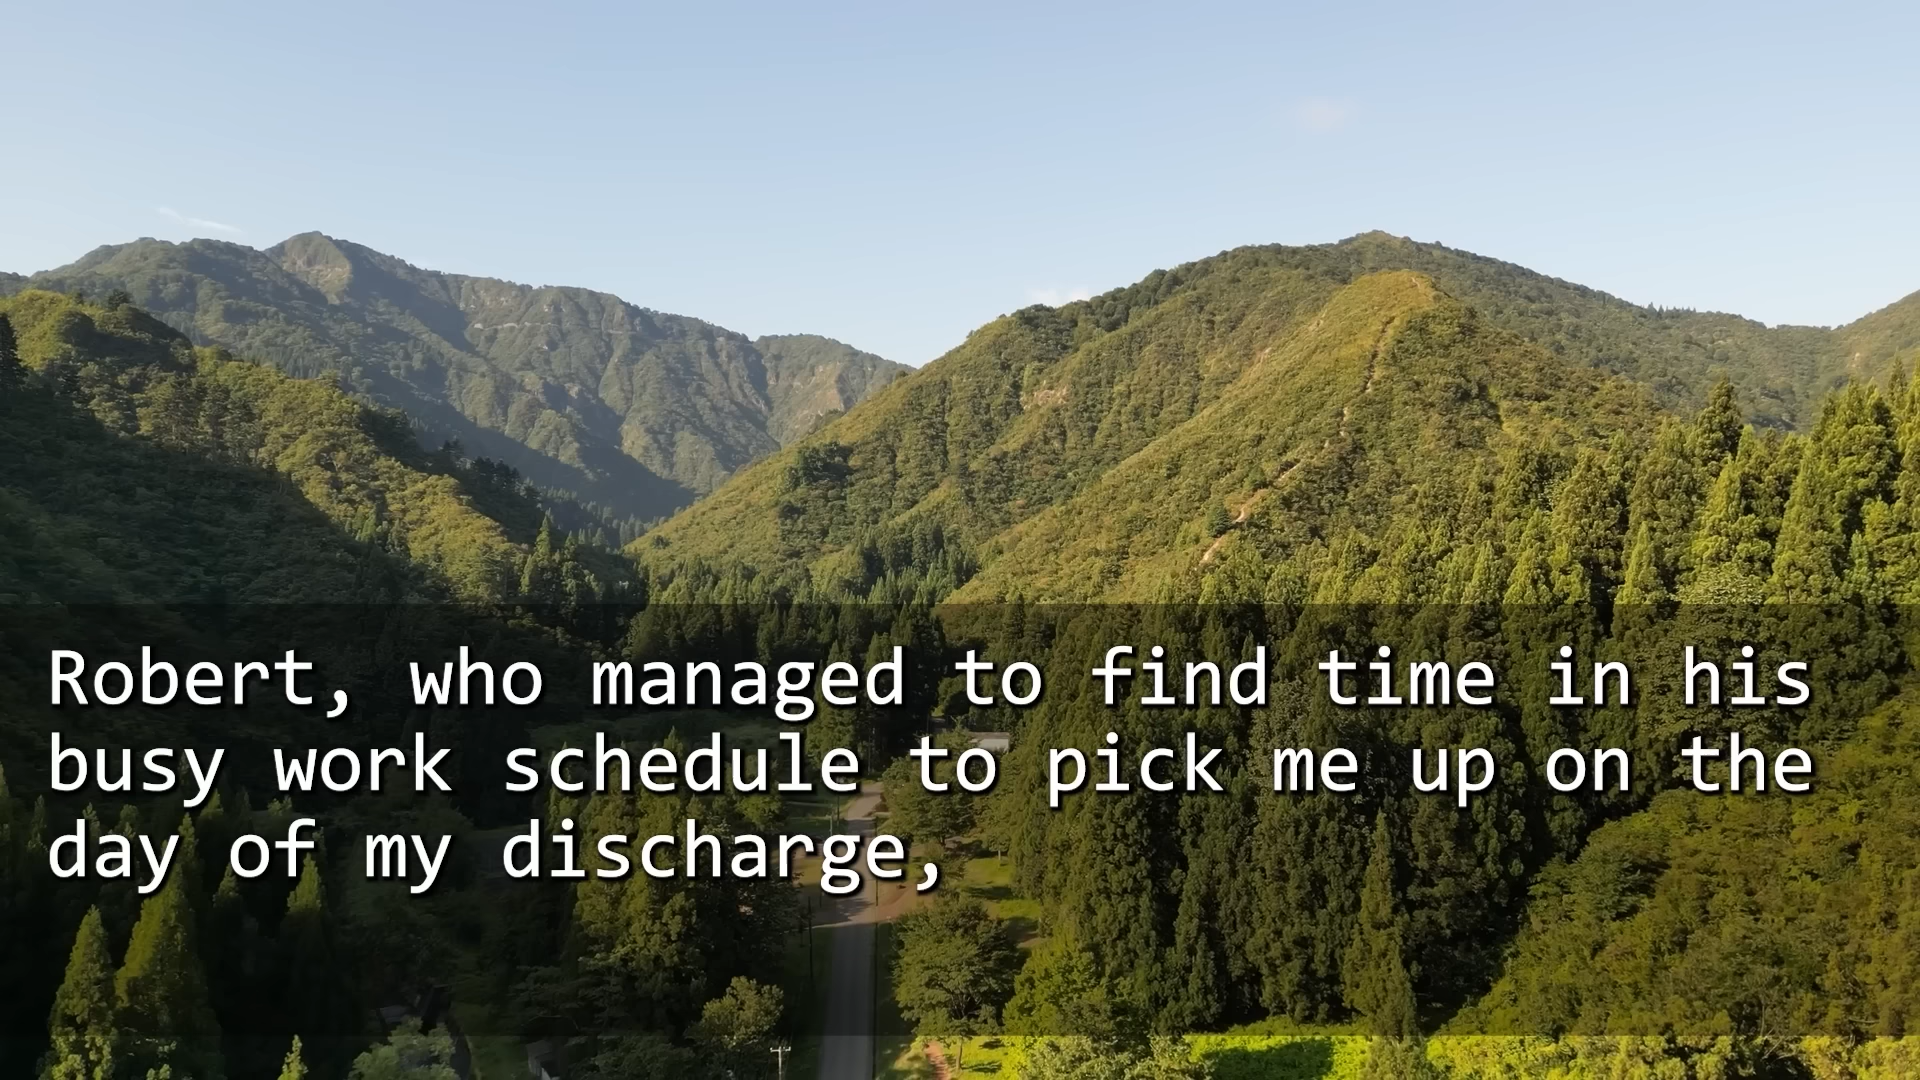 Robert, who managed to find time in his
busy work schedule to pick me up on the
day of my discharge,